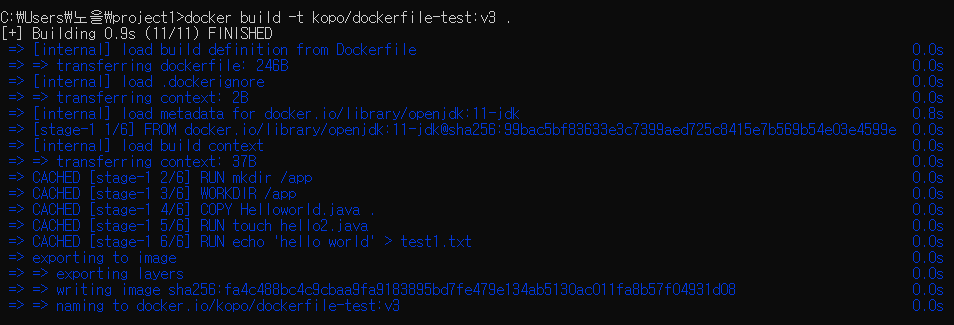 C:\Users\노을\project1>docker build -t kopo/dockerfile-test:v3 .
[+] Building 0.9s (11/11) FINISHED
=> [internal] load build definition from Dockerfile 0.0s
=> => transferring dockerfile: 246B 0.0s
=> [internal] load .dockerignore 0.0s
=> => transferring context: 2B 0.0s
=> [internal] load metadata for docker.io/library/openjdk:11-jdk 0.8s
=> [stage-1 1/6] FROM docker.io/library/openjdk:11-jdk@sha256:99bac5bf83633e3c7399aed725c8415e7b569b54e03e4599e 0.0s
=> [internal] load build context 0.0s
=> => transferring context: 37B 0.0s
=> CACHED [stage-1 2/6] RUN mkdir /app 0.0s
=> CACHED [stage-1 3/6] WORKDIR /app 0.0s
=> CACHED [stage-1 4/6] COPY Helloworld.java . 0.0s
=> CACHED [stage-1 5/6] RUN touch hello2.java 0.0s
=> CACHED [stage-1 6/6] RUN echo 'hello world' > test1.txt 0.0s
=> exporting to image 0.0s
=> => exporting layers 0.0s
=> => writing image sha256:fa4c488bc4c9cbaa9fa9183895bd7fe479e134ab5130ac011fa8b57f04931d08 0.0s
=> => naming to docker.io/kopo/dockerfile-test:v3 0.0s